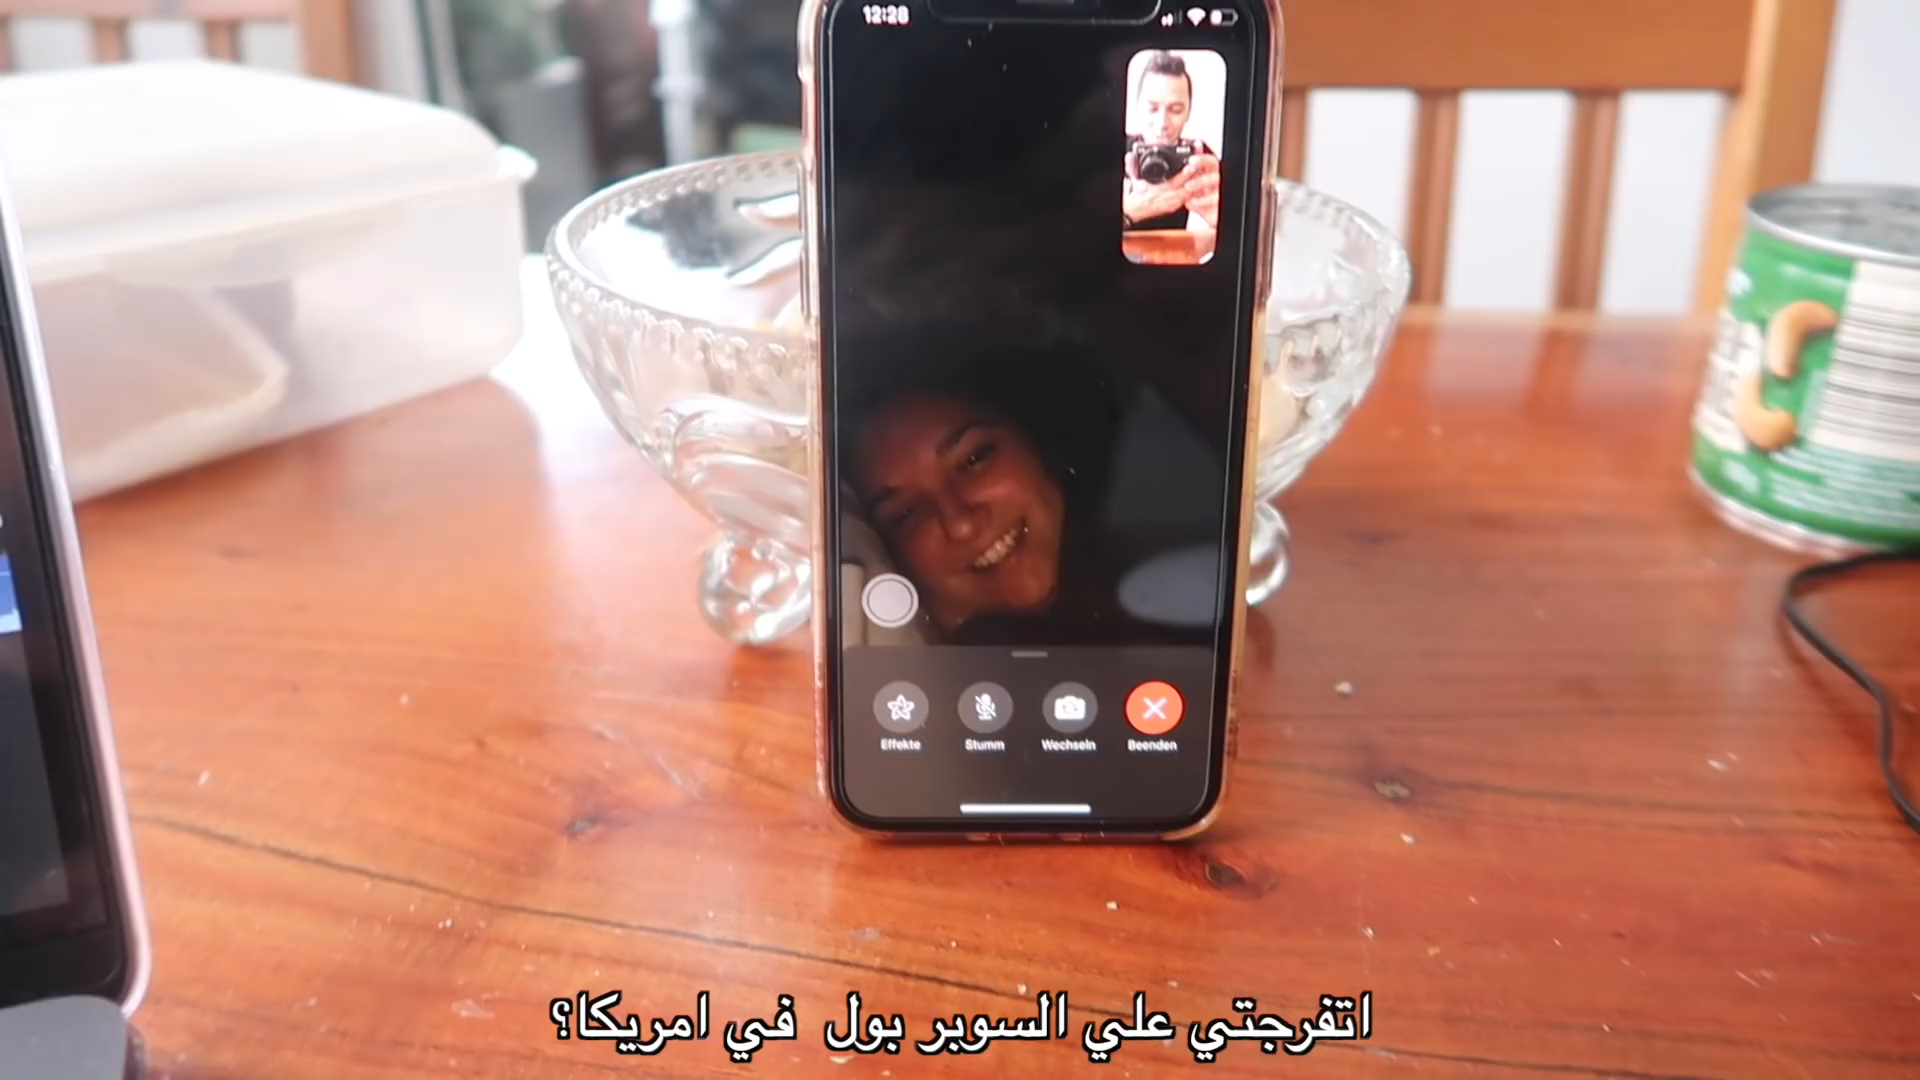 12:28
Effekte
Stumm
Wechseln
Beenden
اتفرجتي علي السوبر بول في امريكا؟